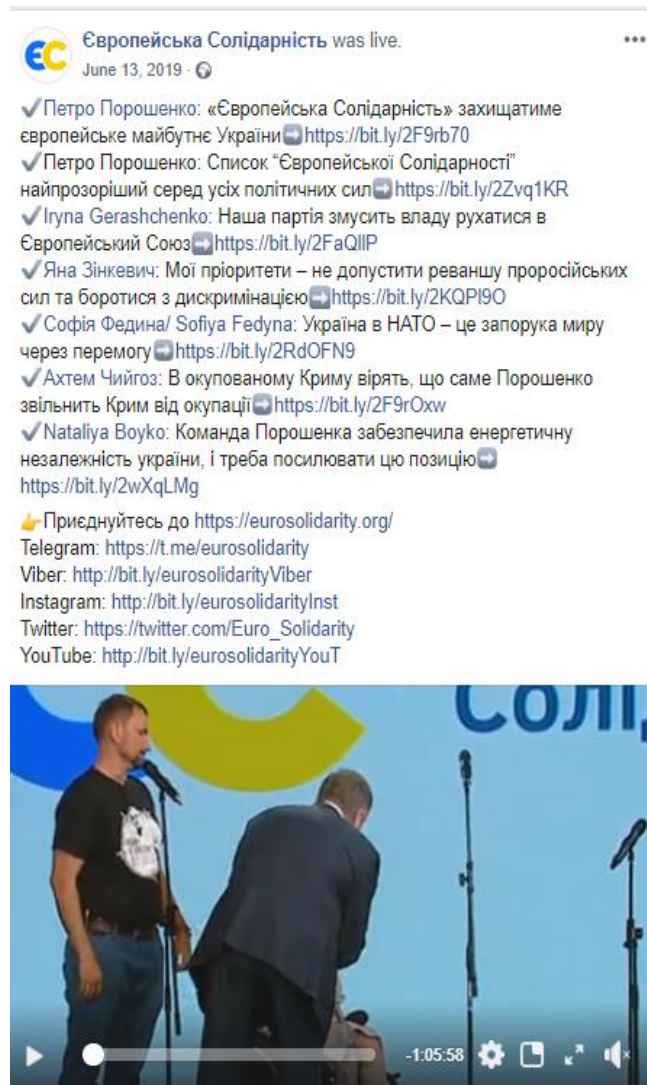 ЄС
Європейська Солідарність was live.
June 13, 2019 ·
✔Петро Порошенко: «Європейська Солідарність» захищатиме
європейське майбутнє України➡https://bit.ly/2F9rb70
✔Петро Порошенко: Список “Європейської Солідарності”
найпрозоріший серед усіх політичних сил➡https://bit.ly/2Zvq1KR
✔Iryna Gerashchenko: Наша партія змусить владу рухатися в
Європейський Союз➡https://bit.ly/2FaQllP
✔Яна Зінкевич: Мої пріоритети – не допустити реваншу проросійських
сил та боротися з дискримінацією➡https://bit.ly/2KQPl9O
✔Софія Федина/ Sofiya Fedyna: Україна в НАТО – це запорука миру
через перемогу➡https://bit.ly/2RdOFN9
✔Ахтем Чийгоз: В окупованому Криму вірять, що саме Порошенко
звільнить Крим від окупації➡https://bit.ly/2F9rOxw
✔Nataliya Boyko: Команда Порошенка забезпечила енергетичну
незалежність україни, і треба посилювати цю позицію➡
https://bit.ly/2wXqLMg
👉Приєднуйтесь до https://eurosolidarity.org/
Telegram: https://t.me/eurosolidarity
Viber: http://bit.ly/eurosolidarityViber
Instagram: http://bit.ly/eurosolidarityInst
Twitter: https://twitter.com/Euro_Solidarity
YouTube: http://bit.ly/eurosolidarityYouT
Солі
-1:05:58